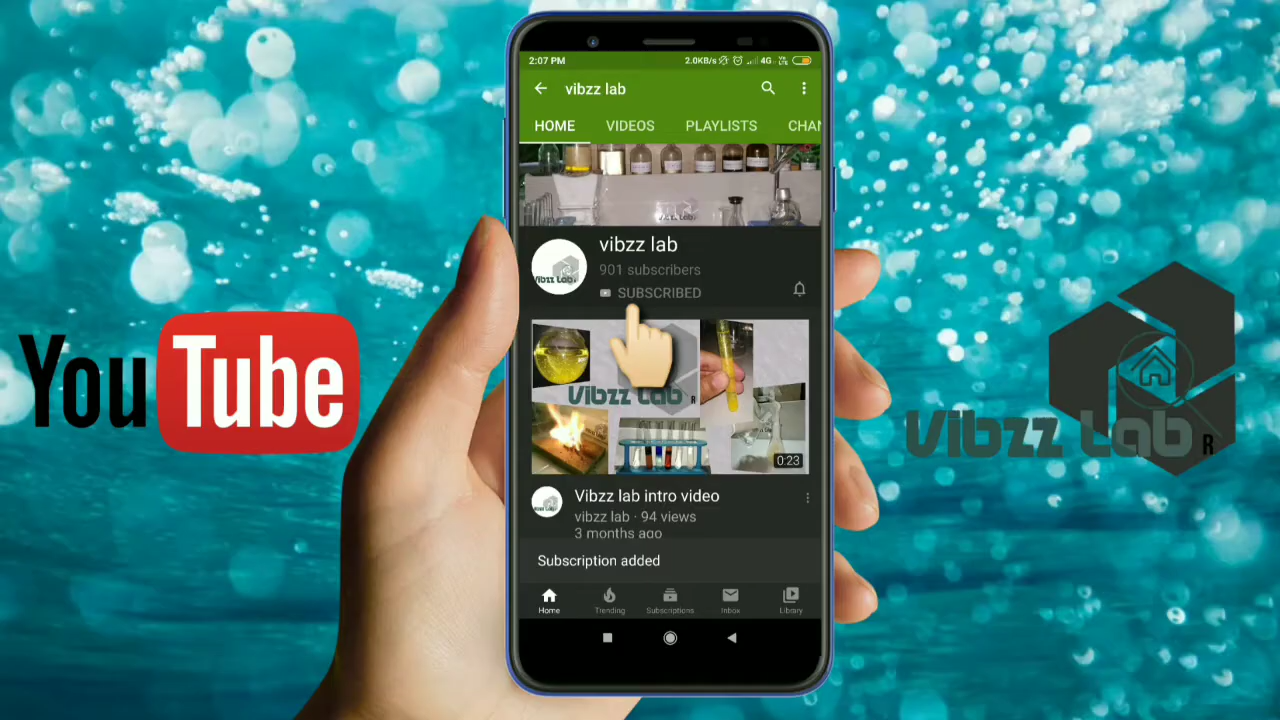 2:07 PM
2.0KB/s
4G
vibzz lab
HOME
VIDEOS
PLAYLISTS
CHAN
vibzz lab
901 subscribers
SUBSCRIBED
Vibzz Lab R
0:23
Vibzz lab intro video
vibzz lab · 94 views
3 months ago
Subscription added
Home
Trending
Subscriptions
Inbox
Library
YouTube
Vibzz Lab R